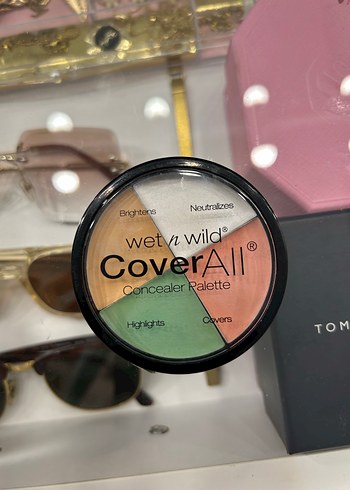 Brightens Neutralizes
wet n wild®
CoverAll®
Concealer Palette
Highlights Covers
TOM